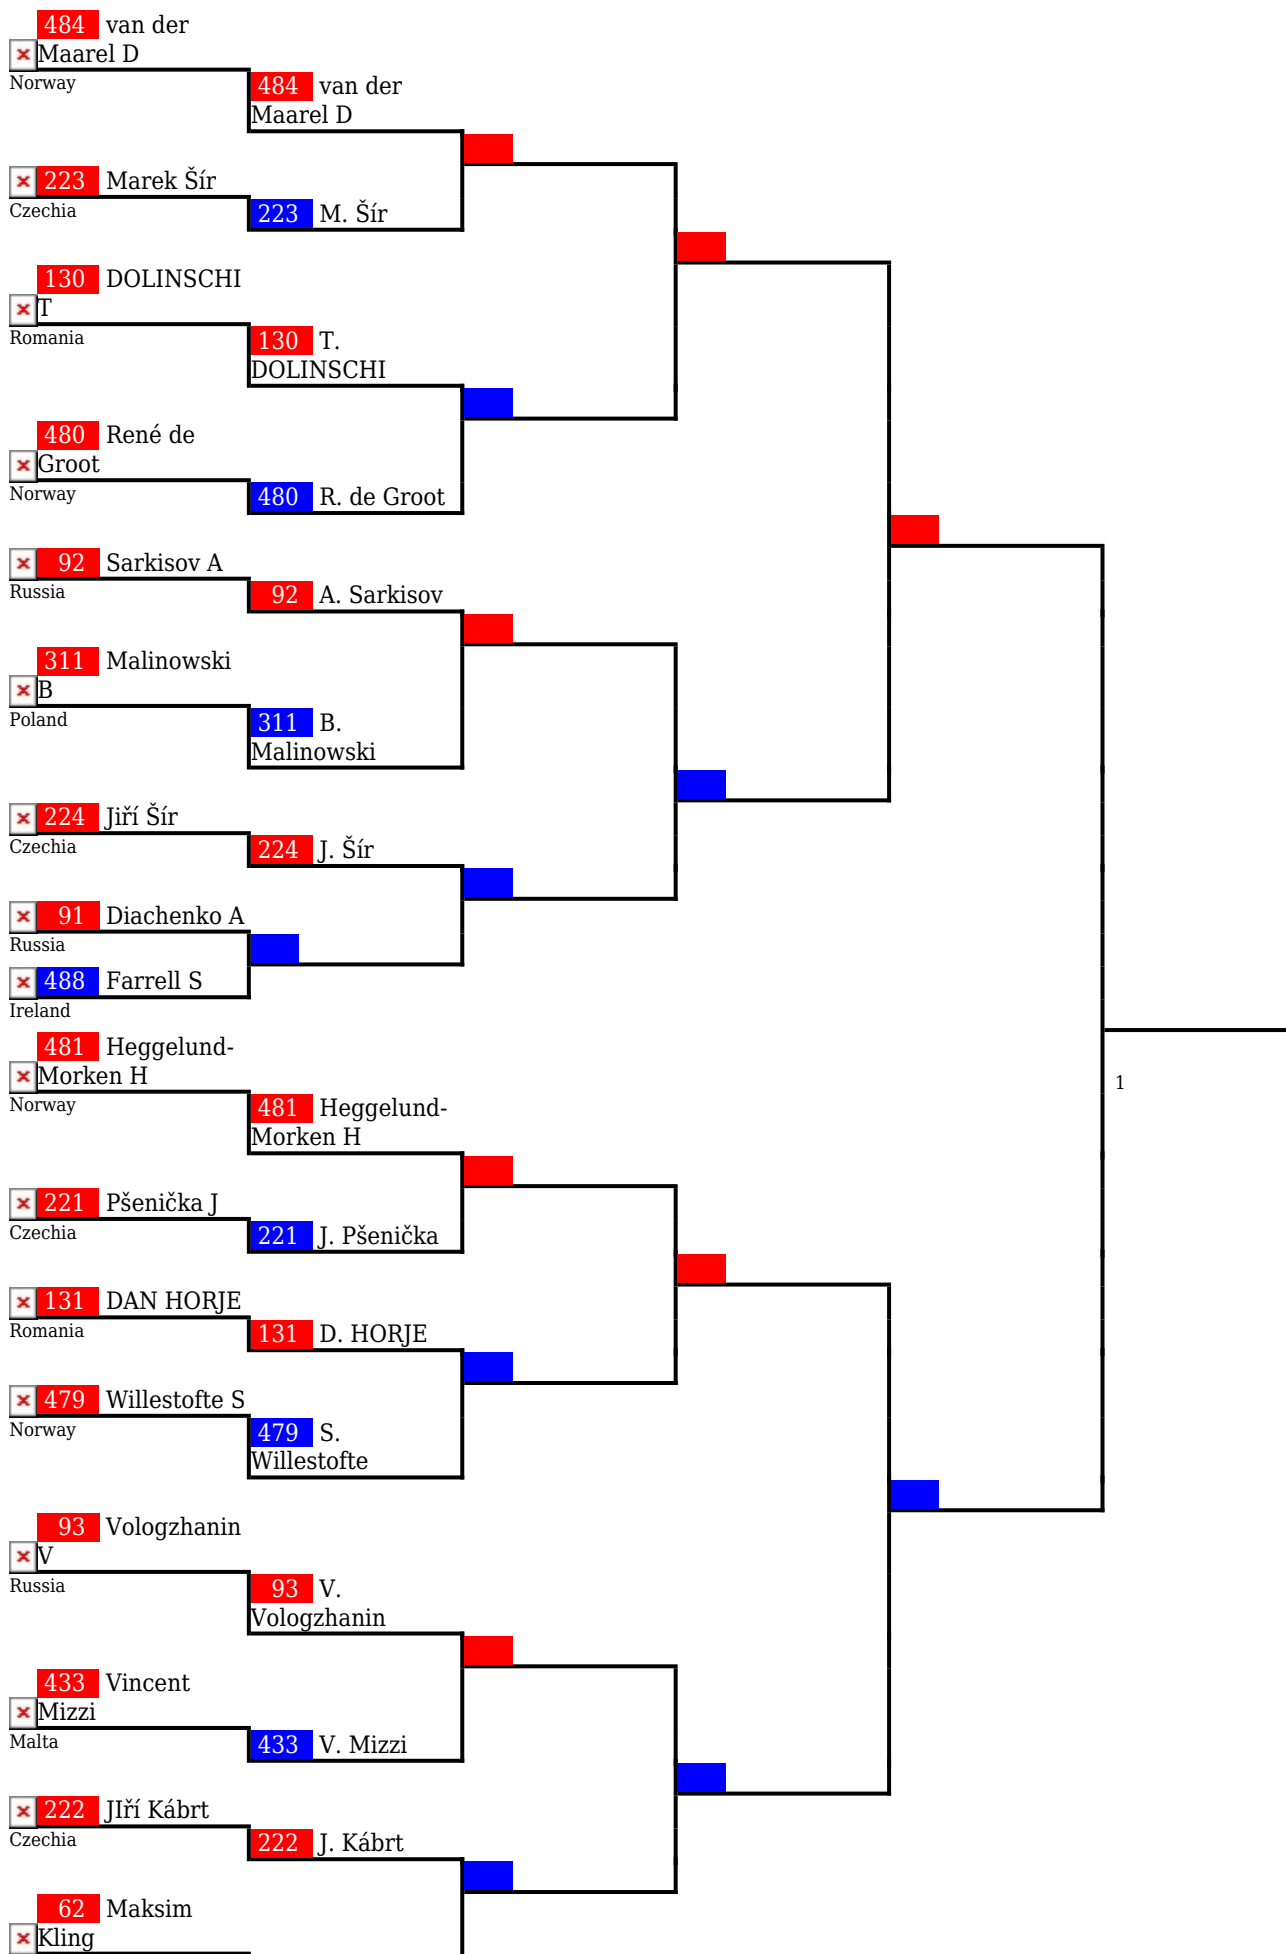 484 van der
Maarel D
Norway
484 van der
Maarel D
223 Marek Šír
Czechia
223 M. Šír
130 DOLINSCHI
T
Romania
130 T.
DOLINSCHI
480 René de
Groot
Norway
480 R. de Groot
92 Sarkisov A
Russia
92 A. Sarkisov
311 Malinowski
B
Poland
311 B.
Malinowski
224 Jiří Šír
Czechia
224 J. Šír
91 Diachenko A
Russia
488 Farrell S
Ireland
481 Heggelund-
Morken H
Norway
481 Heggelund-
Morken H
1
221 Pšenička J
Czechia
221 J. Pšenička
131 DAN HORJE
Romania
131 D. HORJE
479 Willestofte S
Norway
479 S.
Willestofte
93 Vologzhanin
V
Russia
93 V.
Vologzhanin
433 Vincent
Mizzi
Malta
433 V. Mizzi
222 JIří Kábrt
Czechia
222 J. Kábrt
62 Maksim
Kling